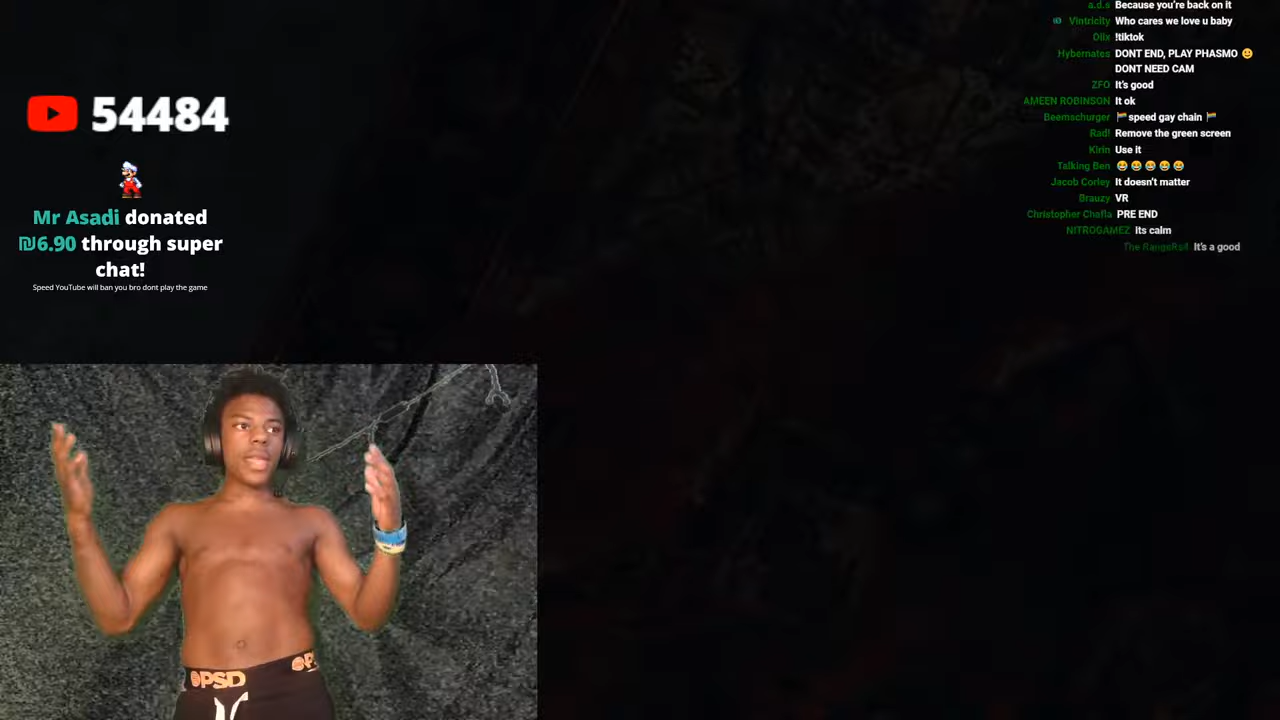 54484
Mr Asadi donated
₪6.90 through super
chat!
Speed YouTube will ban you bro dont play the game
a.d.a Because you're back on it
Vintricity Who cares we love u baby
!tiktok
Hybernates DONT END, PLAY PHASMO 😐
DONT NEED CAM
ZFO It's good
AMEEN ROBINSON It ok
Beemschurger 🏳️‍🌈speed gay chain 🏳️‍🌈
Rad! Remove the green screen
Kirin Use it
Talking Ben 😂 😂 😂 😂 😂
Jacob Corley It doesn't matter
Brauzy VR
Christopher Chafla PRE END
NITROGAMEZ Its calm
It's a good
PSD